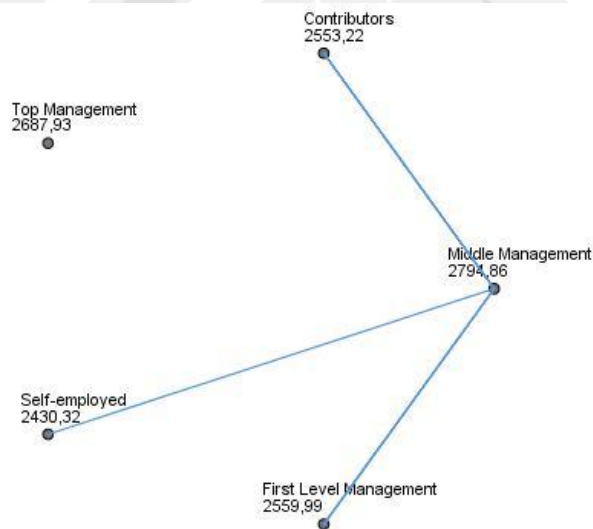 Contributors
2553,22
Top Management
2687,93
Middle Management
2794,86
Self-employed
2430,32
First Level Management
2559,99